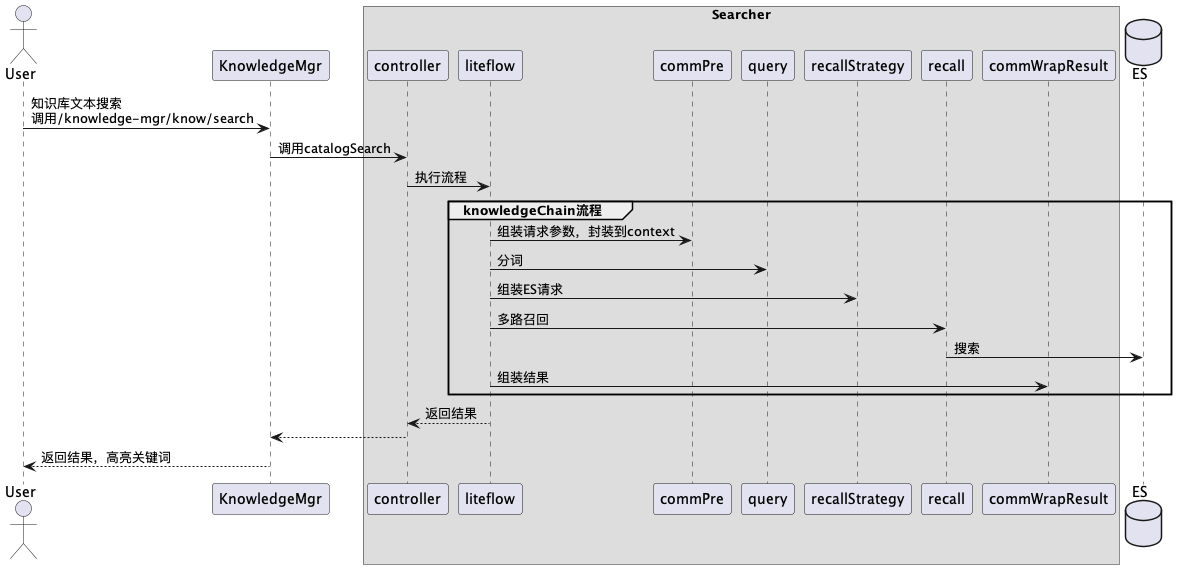 Searcher
User
KnowledgeMgr
controller
liteflow
commPre
query
recallStrategy
recall
commWrapResult
ES
知识库文本搜索
调用/knowledge-mgr/know/search
调用catalogSearch
执行流程
knowledgeChain流程
组装请求参数，封装到context
分词
组装ES请求
多路召回
搜索
组装结果
返回结果
返回结果，高亮关键词
User
KnowledgeMgr
controller
liteflow
commPre
query
recallStrategy
recall
commWrapResult
ES